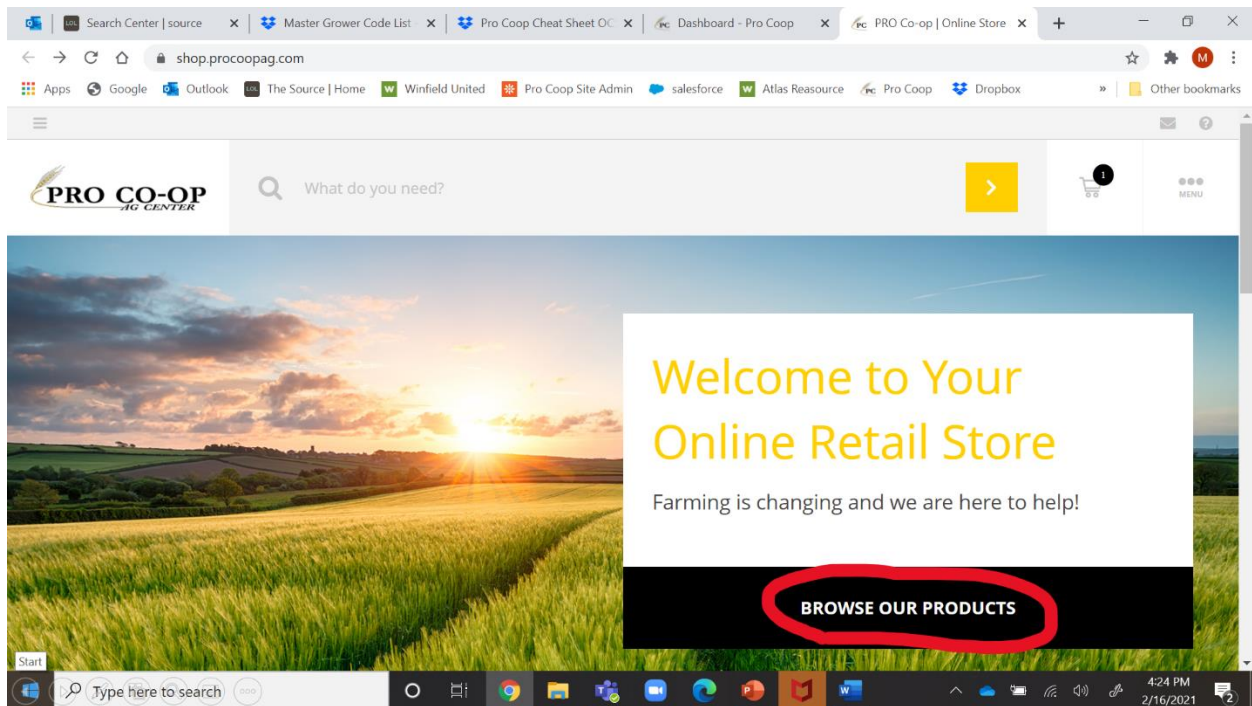 Search Center | source
Master Grower Code List -
Pro Coop Cheat Sheet OC
Dashboard - Pro Coop
PRO Co-op | Online Store
shop.procoopag.com
M
Apps
Google
Outlook
The Source | Home
Winfield United
Pro Coop Site Admin
salesforce
Atlas Reasource
Pro Coop
Dropbox
»
Other bookmarks
PRO CO-OP
AG CENTER
What do you need?
1
MENU
Welcome to Your
Online Retail Store
Farming is changing and we are here to help!
BROWSE OUR PRODUCTS
Start
Type here to search
4:24 PM
2/16/2021
2